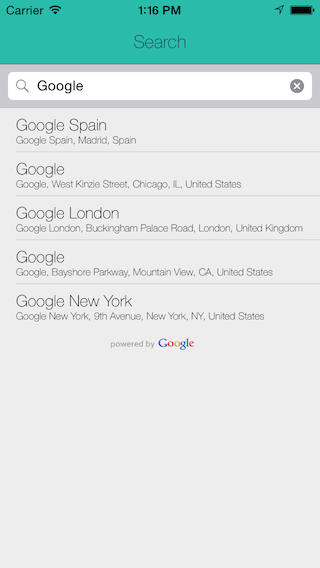 Carrier 1:16 PM
Search
Google
Google Spain
Google Spain, Madrid, Spain
Google
Google, West Kinzie Street, Chicago, IL, United States
Google London
Google London, Buckingham Palace Road, London, United Kingdom
Google
Google, Bayshore Parkway, Mountain View, CA, United States
Google New York
Google New York, 9th Avenue, New York, NY, United States
powered by Google